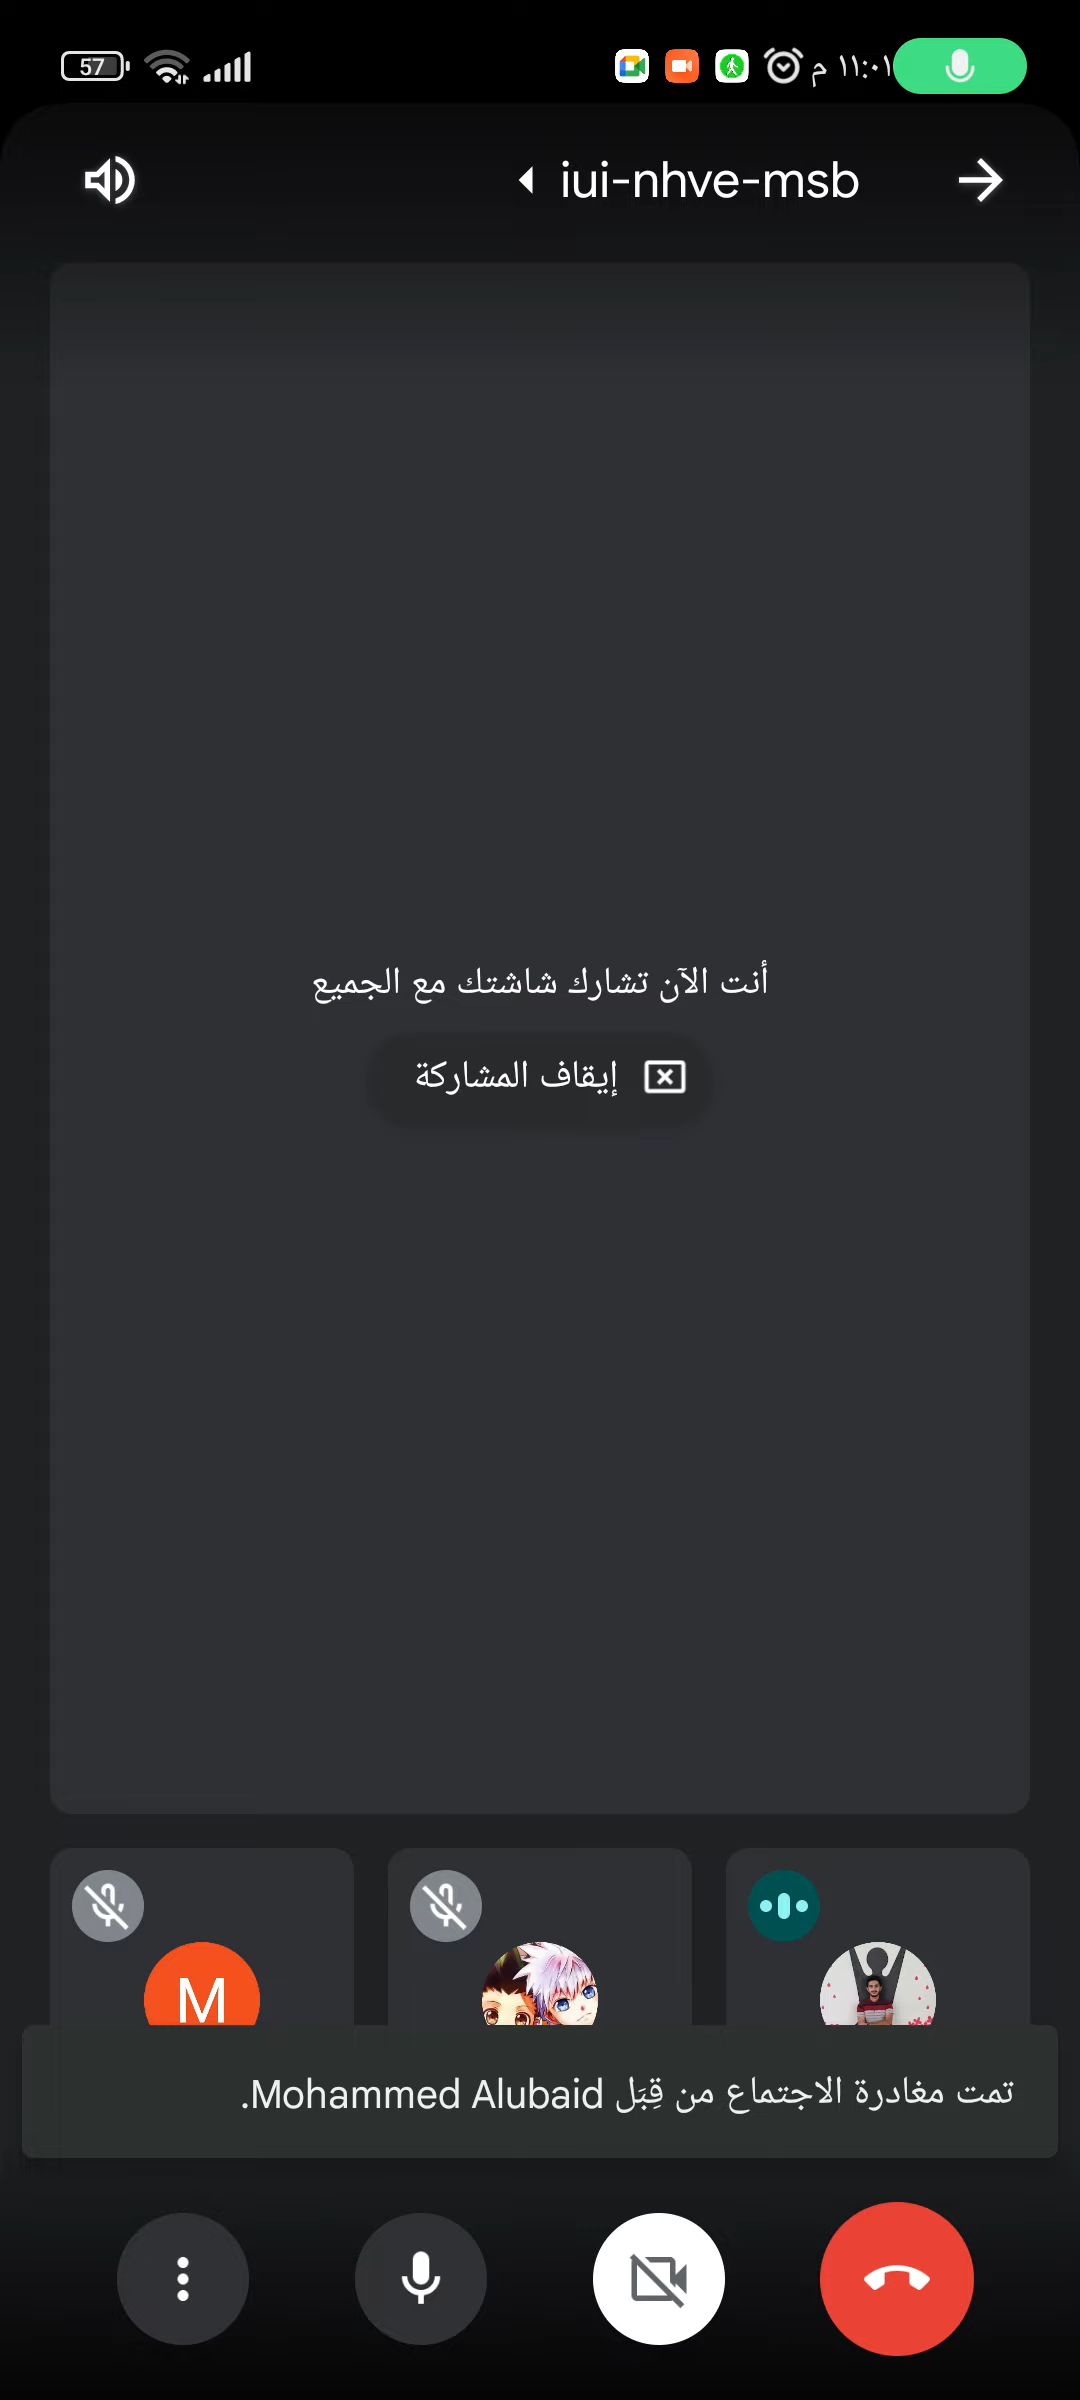 57
١١:٠١ م
iui-nhve-msb
أنت الآن تشارك شاشتك مع الجميع
إيقاف المشاركة
M
تمت مغادرة الاجتماع من قِبَل Mohammed Alubaid.